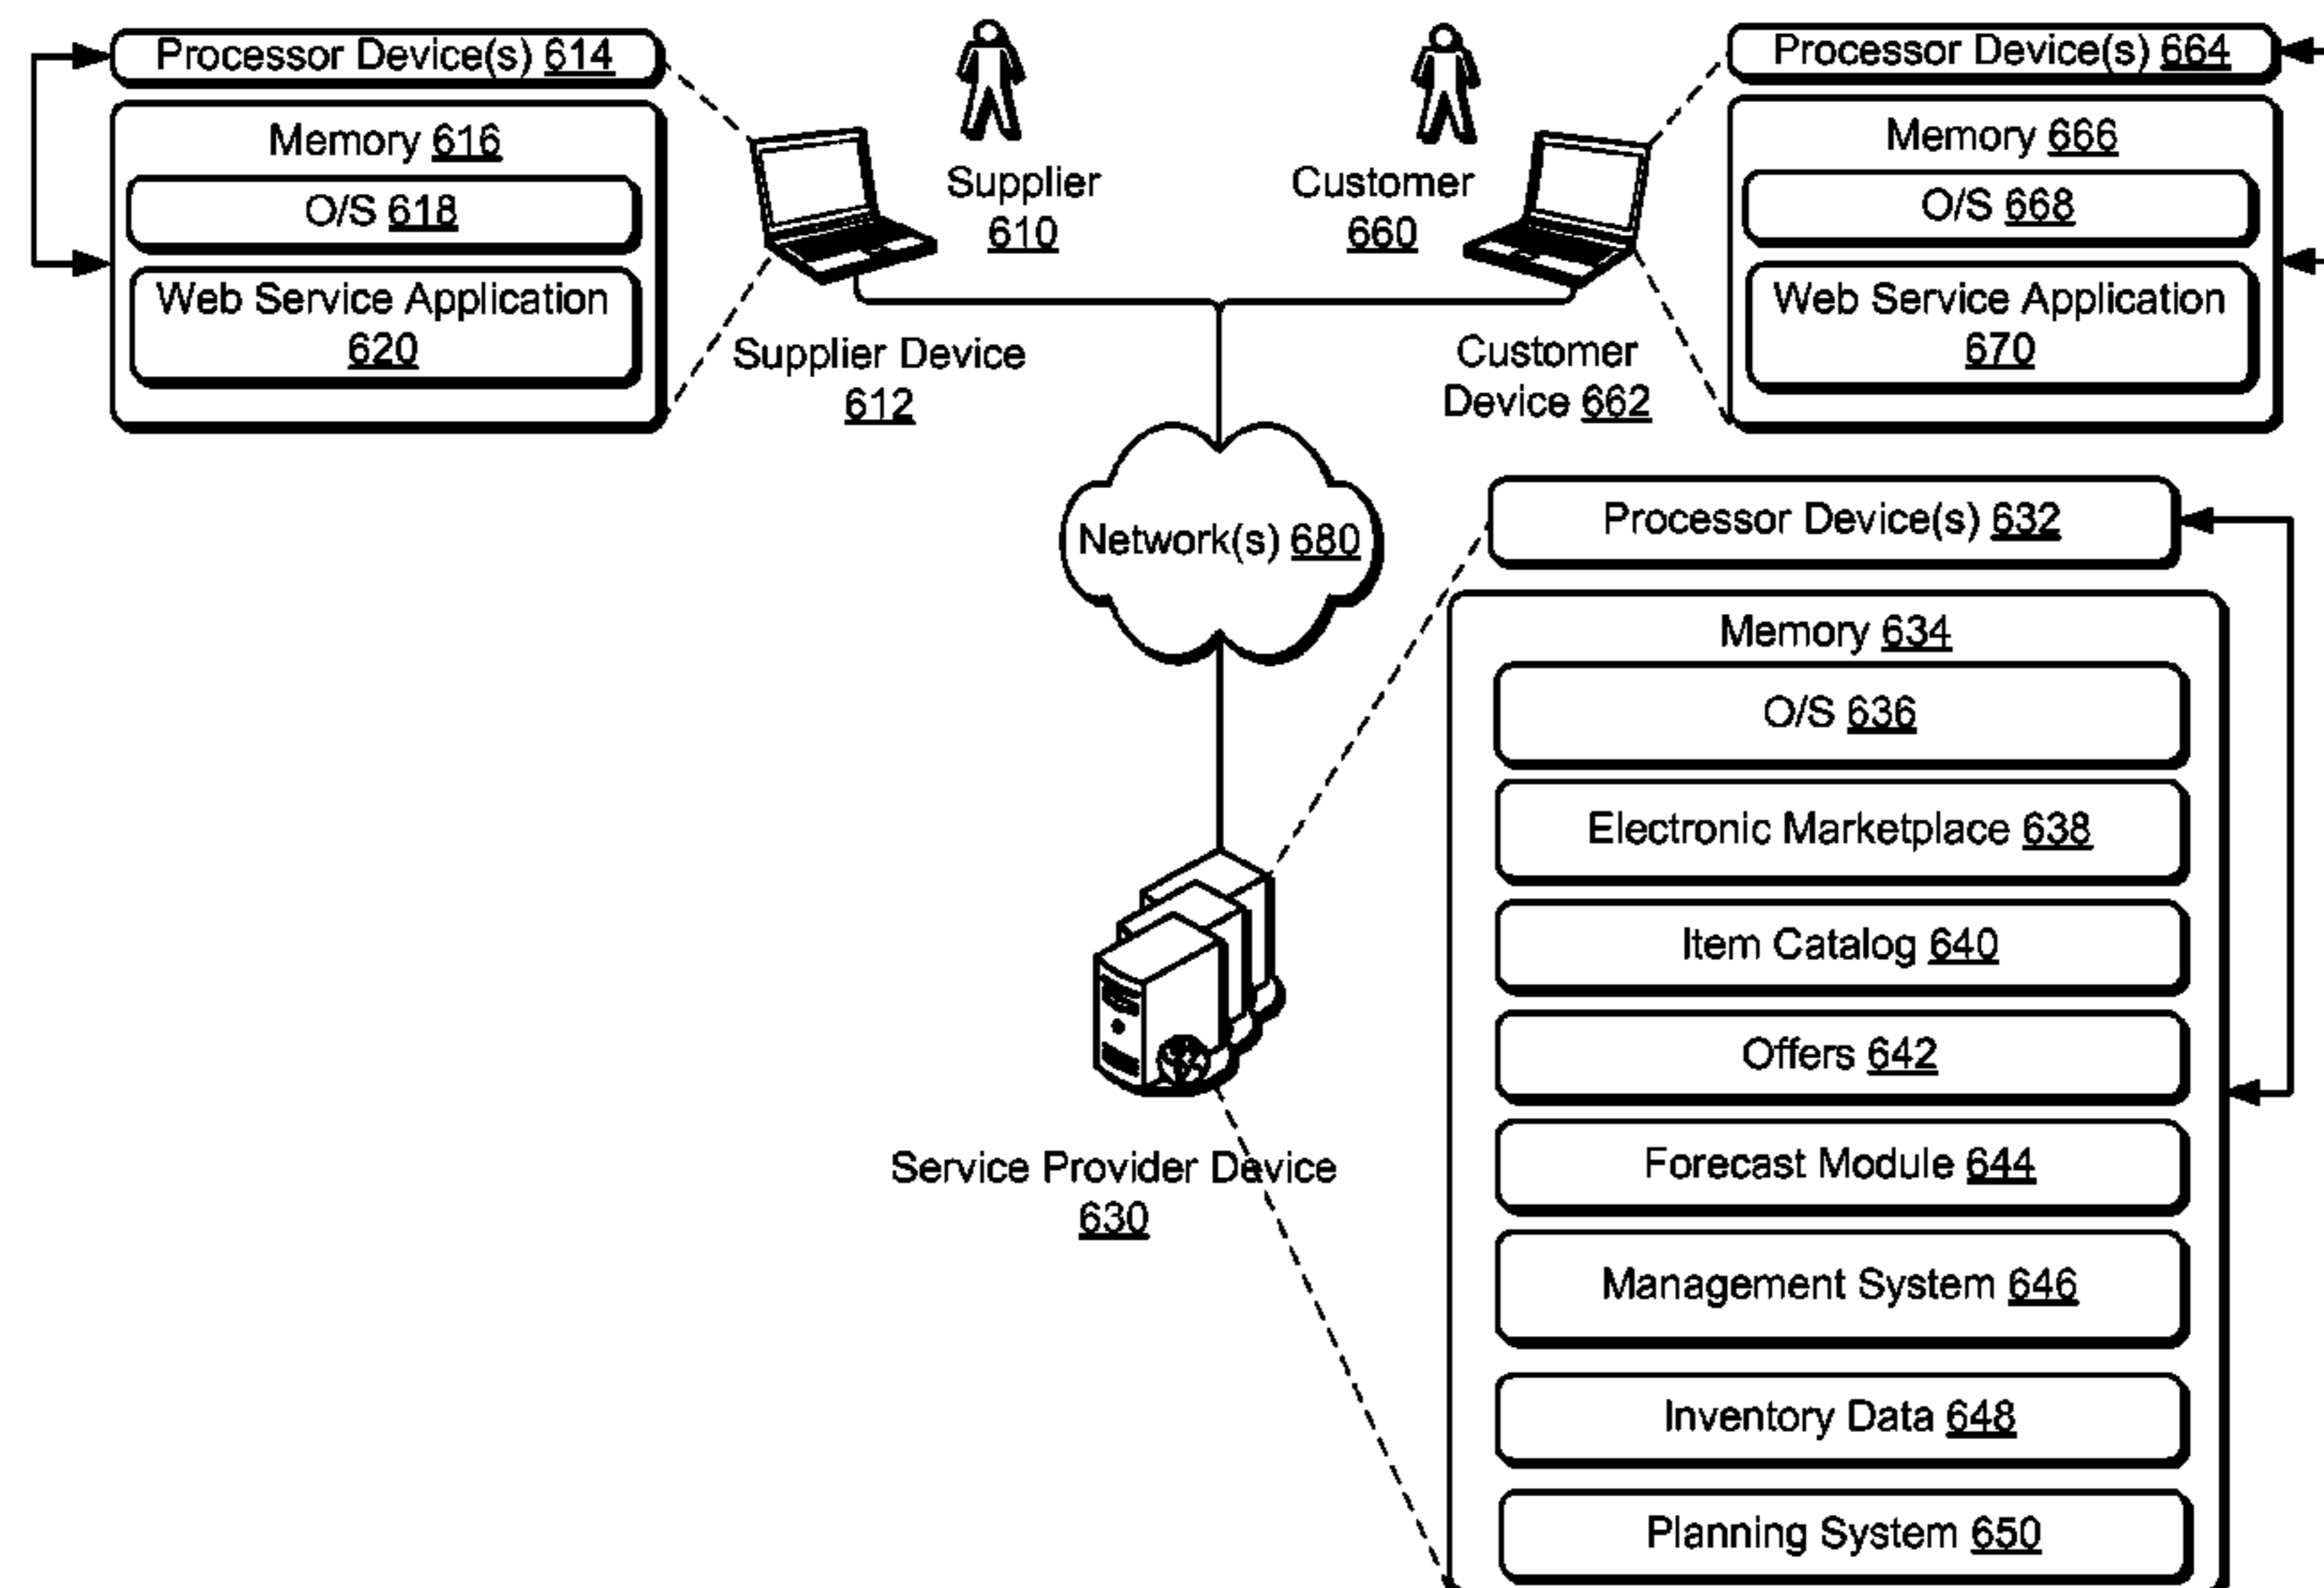 Processor Device(s) 614
Memory 616
O/S 618
Web Service Application
620
Supplier
610
Supplier Device
612
Customer
660
Customer
Device 662
Processor Device(s) 664
Memory 666
O/S 668
Web Service Application
670
Network(s) 680
Service Provider Device
630
Processor Device(s) 632
Memory 634
O/S 636
Electronic Marketplace 638
Item Catalog 640
Offers 642
Forecast Module 644
Management System 646
Inventory Data 648
Planning System 650